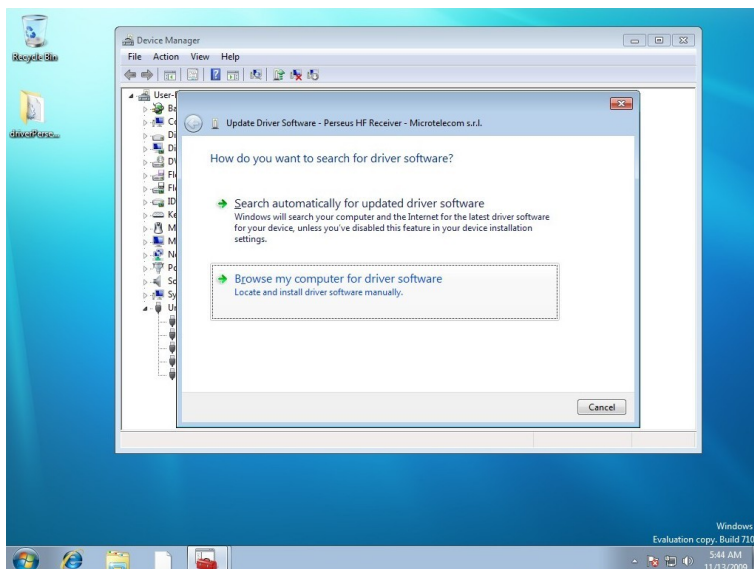 Recycle Bin
Device Manager
File Action View Help
Update Driver Software - Perseus HF Receiver - Microtelecom s.r.l.
How do you want to search for driver software?
Search automatically for updated driver software
Windows will search your computer and the Internet for the latest driver software
for your device, unless you've disabled this feature in your device installation
settings.
Browse my computer for driver software
Locate and install driver software manually.
Cancel
Windows
Evaluation copy. Build 710
5:44 AM
11/13/2009